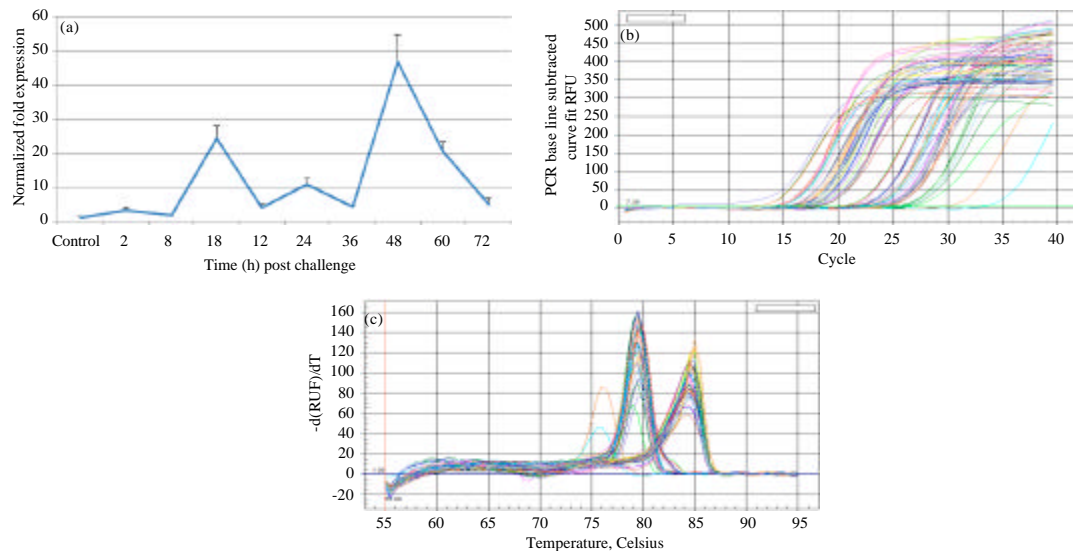 (a)
Normalized fold expression
60
50
40
30
20
10
0
Control 2 8 18 12 24 36 48 60 72
Time (h) post challenge
(b)
PCR base line subtracted
curve fit RFU
500
450
400
350
300
250
200
150
100
50
0
0 5 10 15 20 25 30 35 40
Cycle
(c)
-d(RUF)/dT
160
140
120
100
80
60
40
20
0
-20
55 60 65 70 75 80 85 90 95
Temperature, Celsius